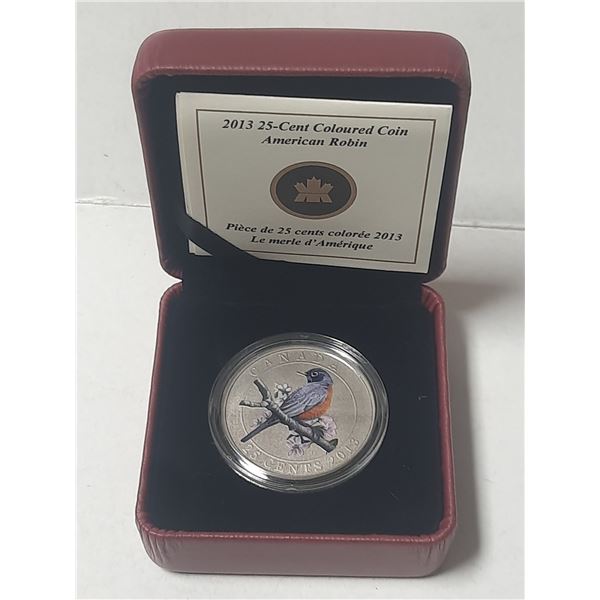 2013 25-Cent Coloured Coin
American Robin
Pièce de 25 cents colorée 2013
Le merle d'Amérique
CANADA
25 CENTS 2013